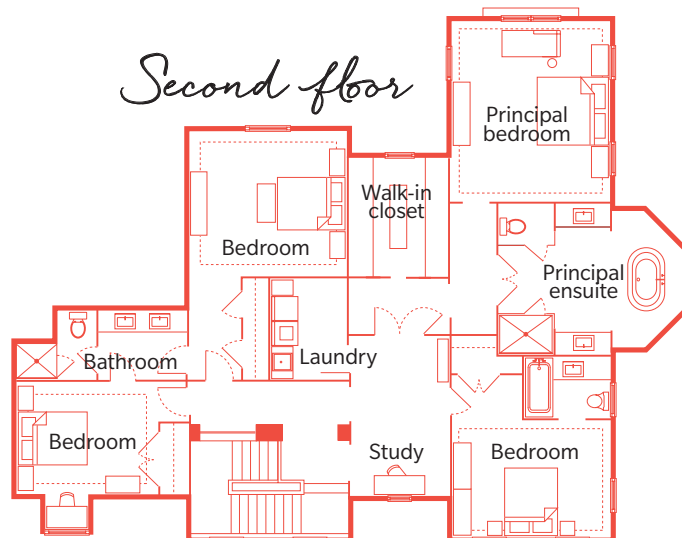 Second floor
Principal
bedroom
Walk-in
closet
Bedroom
Principal
ensuite
Bathroom
Laundry
Bedroom
Study
Bedroom